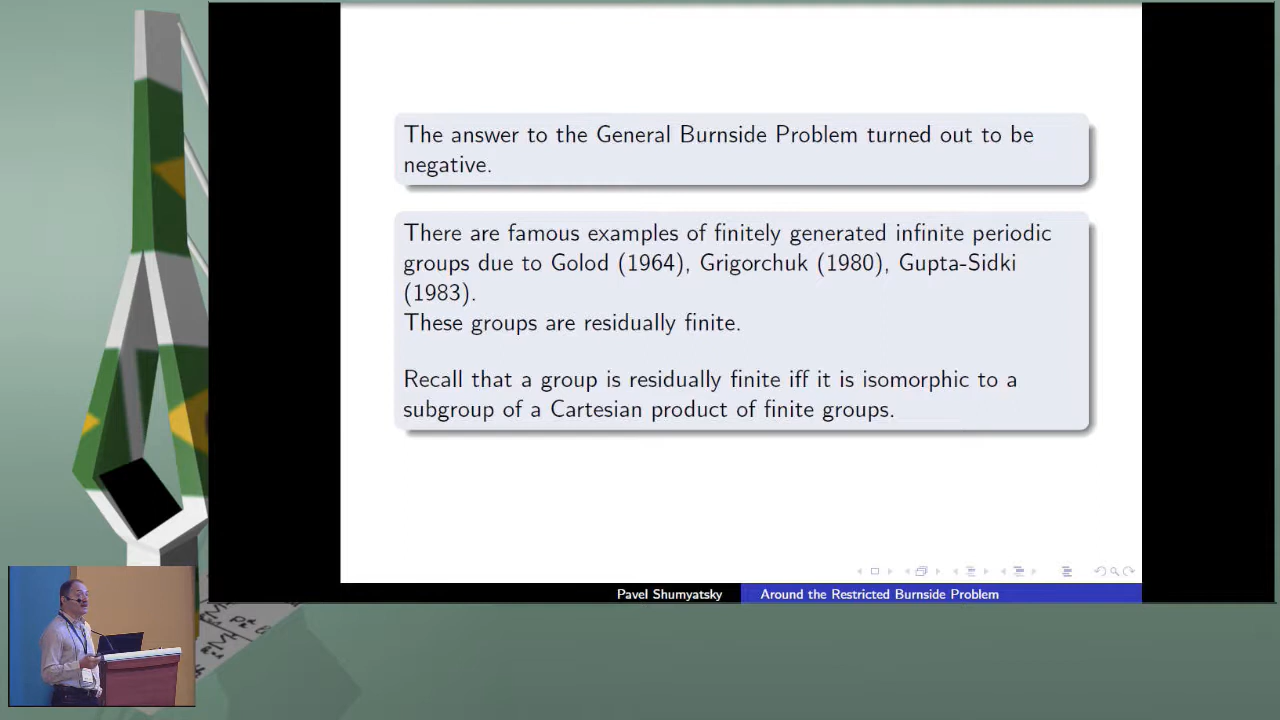 The answer to the General Burnside Problem turned out to be
negative.
There are famous examples of finitely generated infinite periodic
groups due to Golod (1964), Grigorchuk (1980), Gupta-Sidki
(1983).
These groups are residually finite.
Recall that a group is residually finite iff it is isomorphic to a
subgroup of a Cartesian product of finite groups.
Pavel Shumyatsky
Around the Restricted Burnside Problem